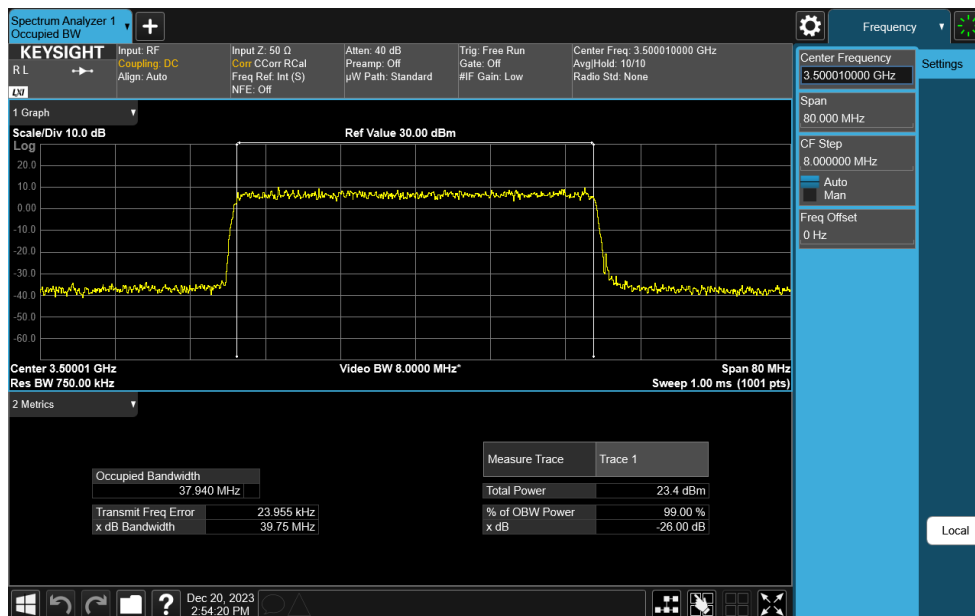 Spectrum Analyzer 1
Occupied BW
+
Frequency
KEYSIGHT
R L
LXI
Input: RF
Coupling: DC
Align: Auto
Input Z: 50 Ω
Corr CCorr RCal
Freq Ref: Int (S)
NFE: Off
Atten: 40 dB
Preamp: Off
µW Path: Standard
Trig: Free Run
Gate: Off
#IF Gain: Low
Center Freq: 3.500010000 GHz
Avg|Hold: 10/10
Radio Std: None
Center Frequency
3.500010000 GHz
Settings
Span
80.000 MHz
CF Step
8.000000 MHz
Auto
Man
Freq Offset
0 Hz
1 Graph
Scale/Div 10.0 dB
Ref Value 30.00 dBm
Log
20.0
10.0
0.00
-10.0
-20.0
-30.0
-40.0
-50.0
-60.0
Center 3.50001 GHz
Video BW 8.0000 MHz*
Span 80 MHz
Res BW 750.00 kHz
Sweep 1.00 ms (1001 pts)
2 Metrics
Measure Trace
Trace 1
Occupied Bandwidth
37.940 MHz
Total Power
23.4 dBm
Transmit Freq Error
23.955 kHz
% of OBW Power
99.00 %
x dB Bandwidth
39.75 MHz
x dB
-26.00 dB
Local
?
Dec 20, 2023
2:54:20 PM